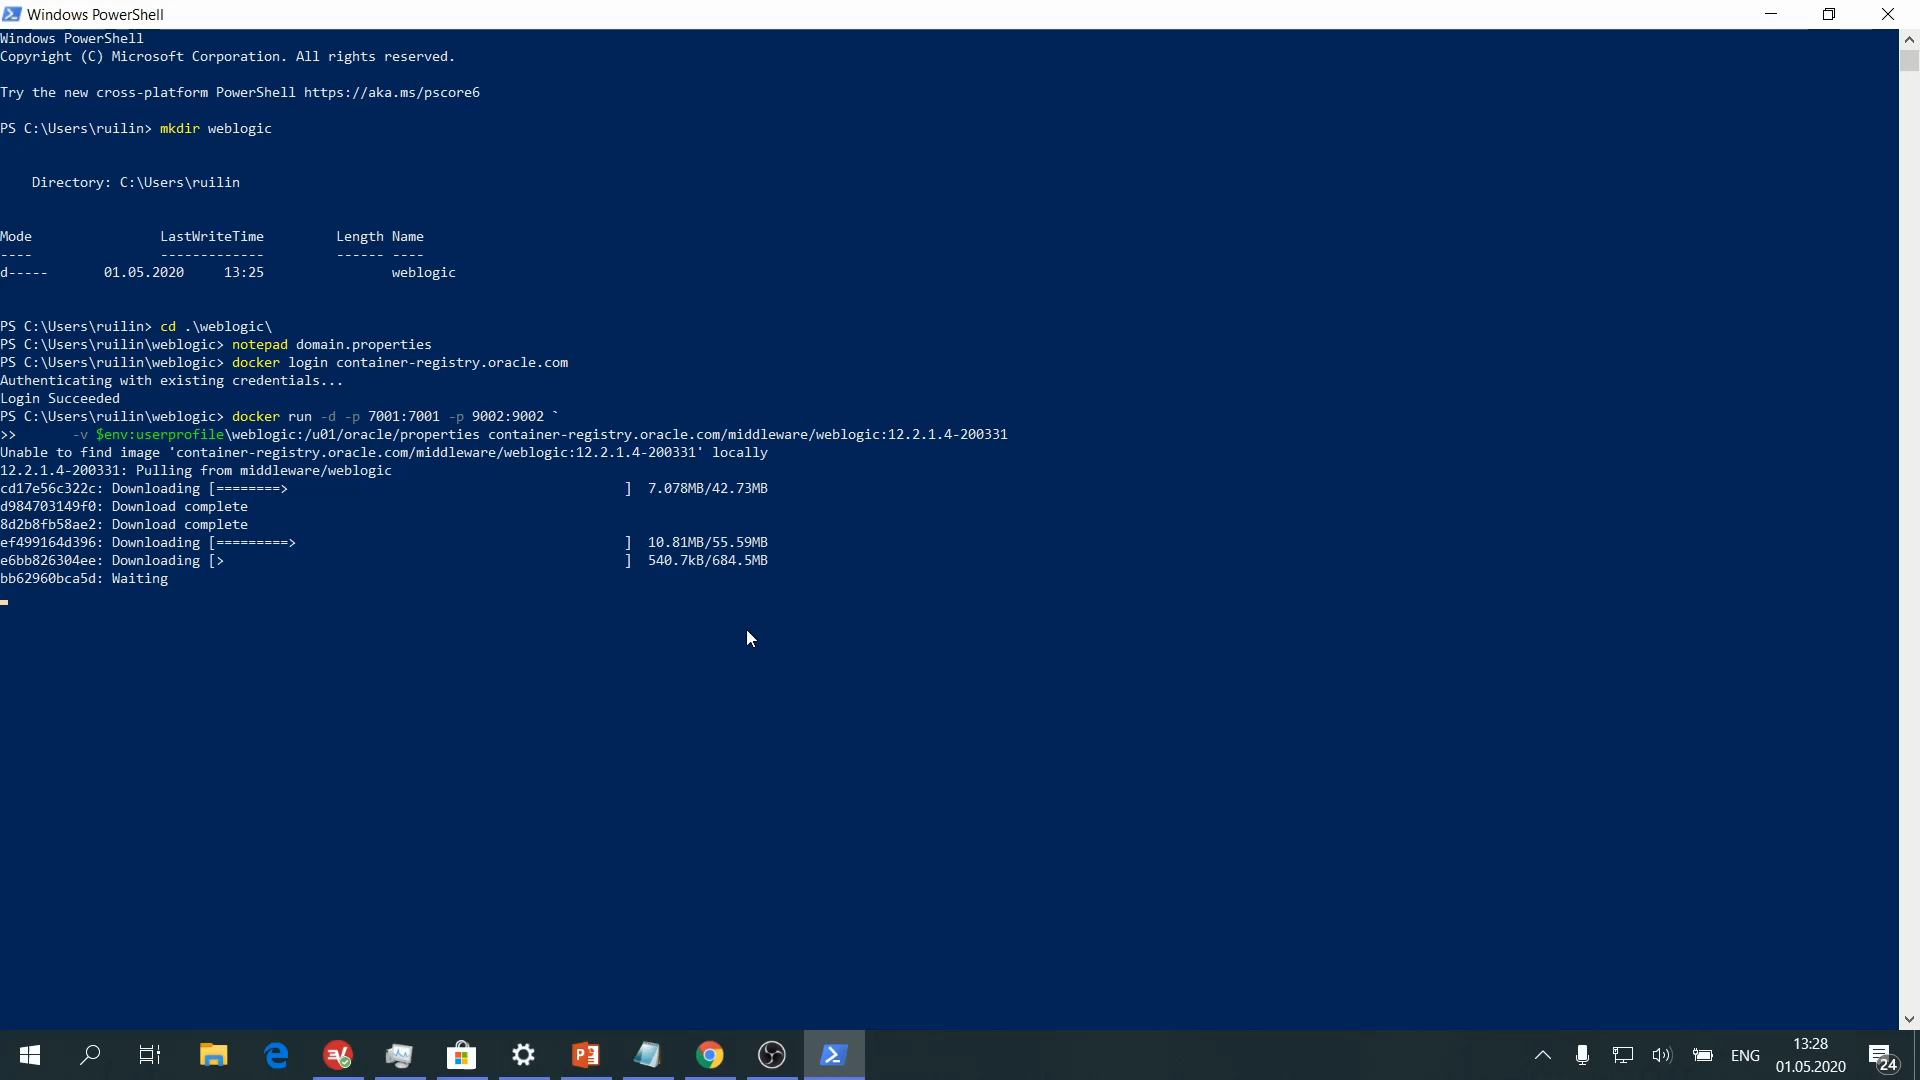 Windows PowerShell
Windows PowerShell
Copyright (C) Microsoft Corporation. All rights reserved.
Try the new cross-platform PowerShell https://aka.ms/pscore6
PS C:\Users\ruilin> mkdir weblogic
    Directory: C:\Users\ruilin
Mode                LastWriteTime         Length Name
----                -------------         ------ ----
d-----       01.05.2020     13:25                weblogic
PS C:\Users\ruilin> cd .\weblogic\
PS C:\Users\ruilin\weblogic> notepad domain.properties
PS C:\Users\ruilin\weblogic> docker login container-registry.oracle.com
Authenticating with existing credentials...
Login Succeeded
PS C:\Users\ruilin\weblogic> docker run -d -p 7001:7001 -p 9002:9002 `
>>       -v $env:userprofile\weblogic:/u01/oracle/properties container-registry.oracle.com/middleware/weblogic:12.2.1.4-200331
Unable to find image 'container-registry.oracle.com/middleware/weblogic:12.2.1.4-200331' locally
12.2.1.4-200331: Pulling from middleware/weblogic
cd17e56c322c: Downloading [========>                                          ]  7.078MB/42.73MB
d984703149f0: Download complete
8d2b8fb58ae2: Download complete
ef499164d396: Downloading [=========>                                         ]  10.81MB/55.59MB
e6bb826304ee: Downloading [>                                                  ]  540.7kB/684.5MB
bb62960bca5d: Waiting
ENG
13:28
01.05.2020
24